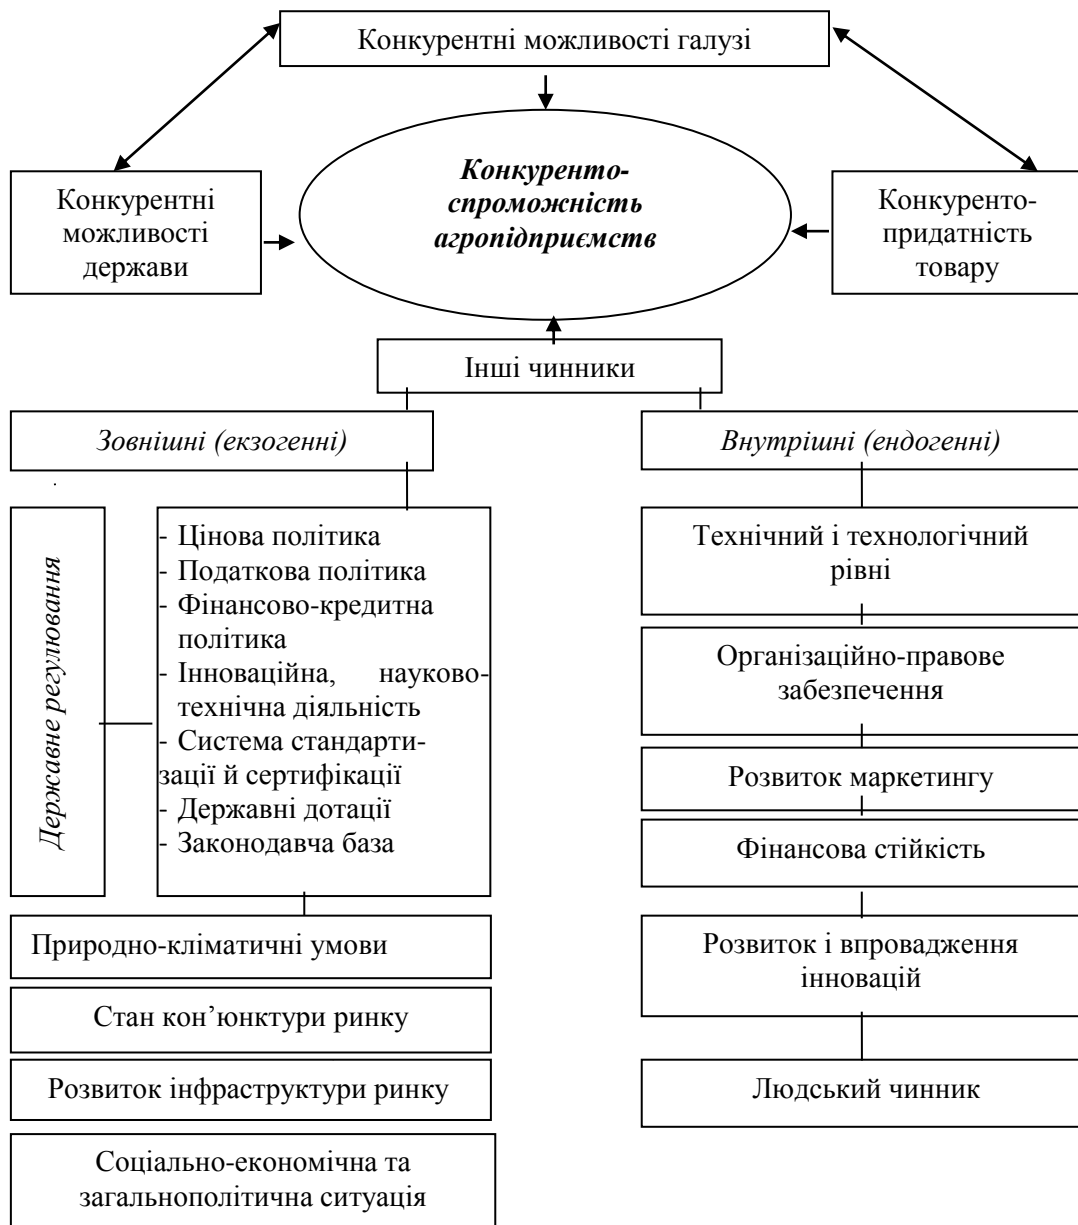 Конкурентні можливості галузі
Конкурентні
можливості
держави
Конкуренто-
спроможність
агропідприємств
Конкуренто-
придатність
товару
Інші чинники
Зовнішні (екзогенні)
Внутрішні (ендогенні)
Державне регулювання
- Цінова політика
- Податкова політика
- Фінансово-кредитна
політика
- Інноваційна, науково-
технічна діяльність
- Система стандарти-
зації й сертифікації
- Державні дотації
- Законодавча база
Природно-кліматичні умови
Стан кон’юнктури ринку
Розвиток інфраструктури ринку
Соціально-економічна та
загальнополітична ситуація
Технічний і технологічний
рівні
Організаційно-правове
забезпечення
Розвиток маркетингу
Фінансова стійкість
Розвиток і впровадження
інновацій
Людський чинник